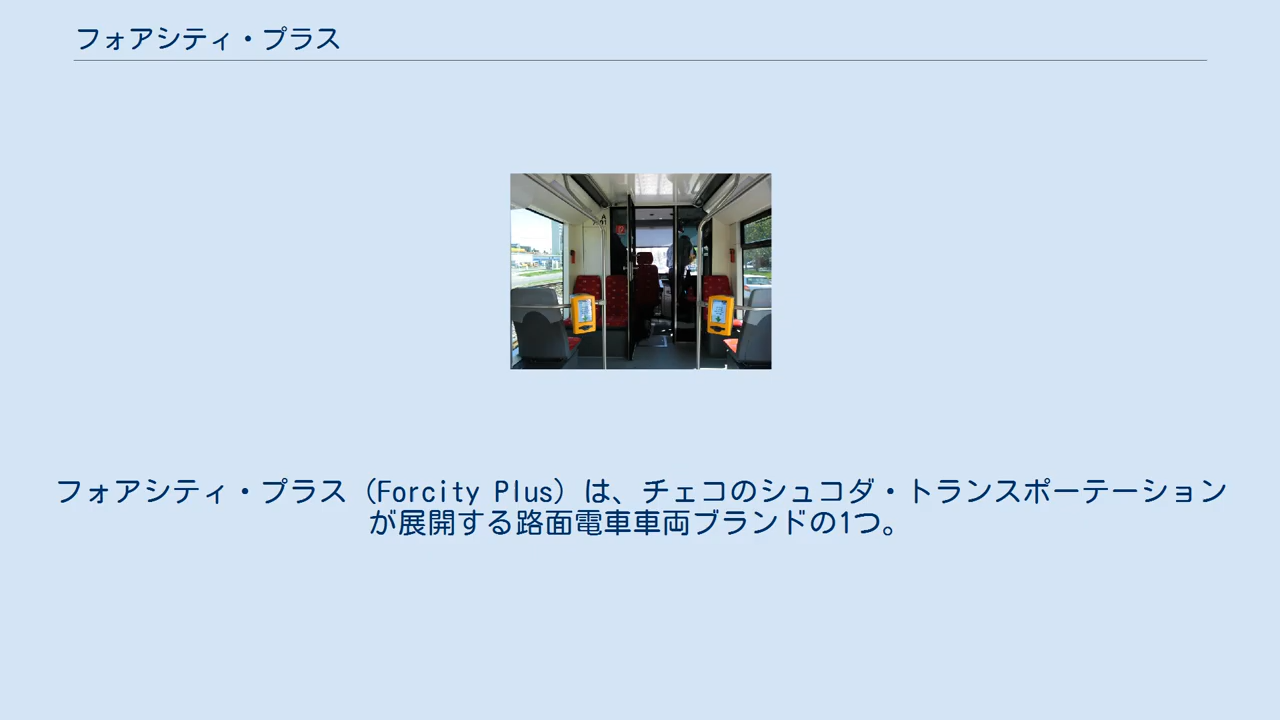 フォアシティ・プラス
フォアシティ・プラス（Forcity Plus）は、チェコのシュコダ・トランスポーテーション
が展開する路面電車車両ブランドの1つ。